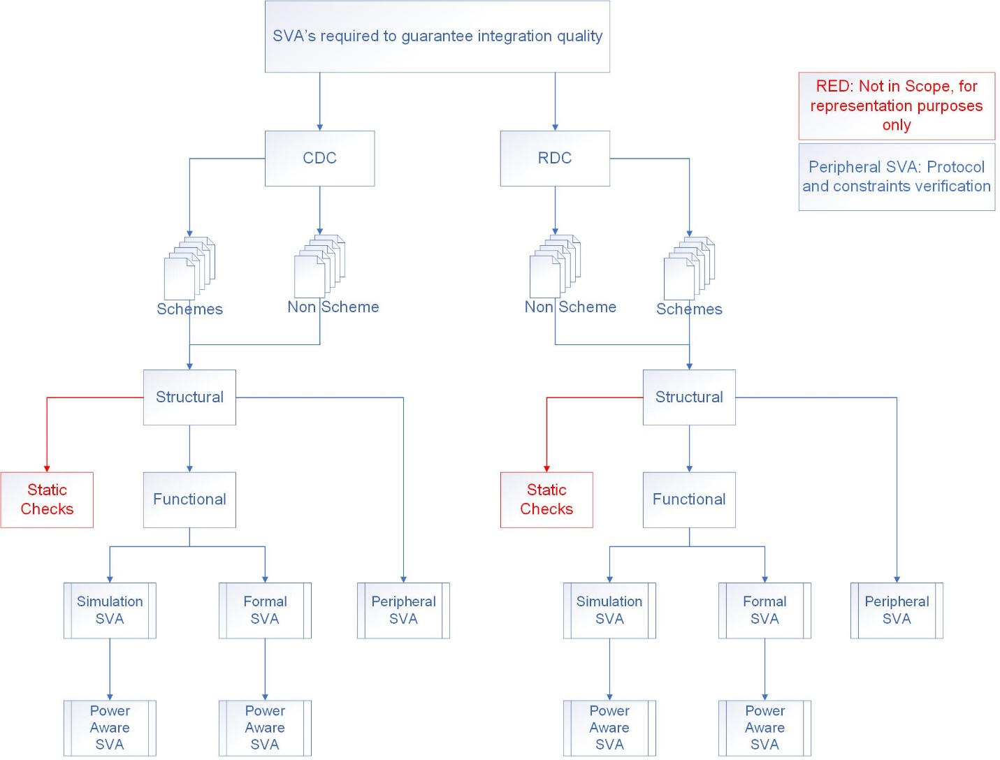 SVA's required to guarantee integration quality
RED: Not in Scope, for
representation purposes
only
Peripheral SVA: Protocol
and constraints verification
CDC
RDC
Schemes
Non Scheme
Non Scheme
Schemes
Structural
Structural
Static
Checks
Functional
Static
Checks
Functional
Simulation
SVA
Formal
SVA
Peripheral
SVA
Simulation
SVA
Formal
SVA
Peripheral
SVA
Power
Aware
SVA
Power
Aware
SVA
Power
Aware
SVA
Power
Aware
SVA